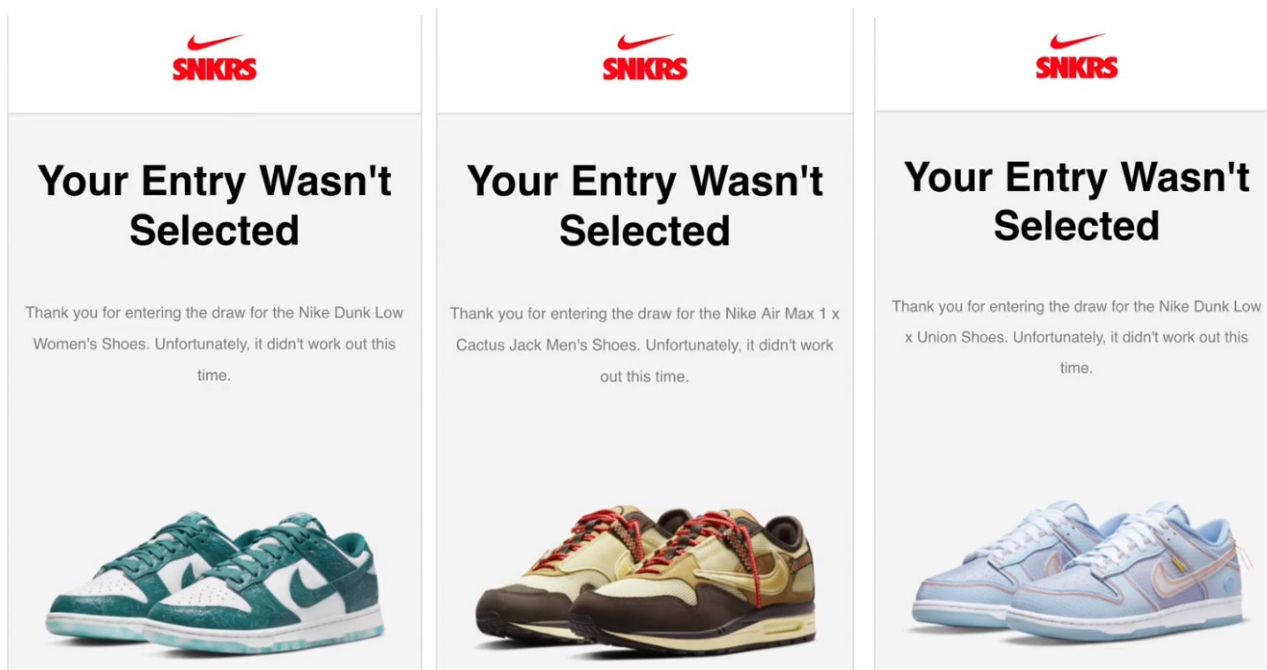 SNKRS
Your Entry Wasn't
Selected
Thank you for entering the draw for the Nike Dunk Low
Women's Shoes. Unfortunately, it didn't work out this
time.
SNKRS
Your Entry Wasn't
Selected
Thank you for entering the draw for the Nike Air Max 1 x
Cactus Jack Men's Shoes. Unfortunately, it didn't work
out this time.
SNKRS
Your Entry Wasn't
Selected
Thank you for entering the draw for the Nike Dunk Low
x Union Shoes. Unfortunately, it didn't work out this
time.